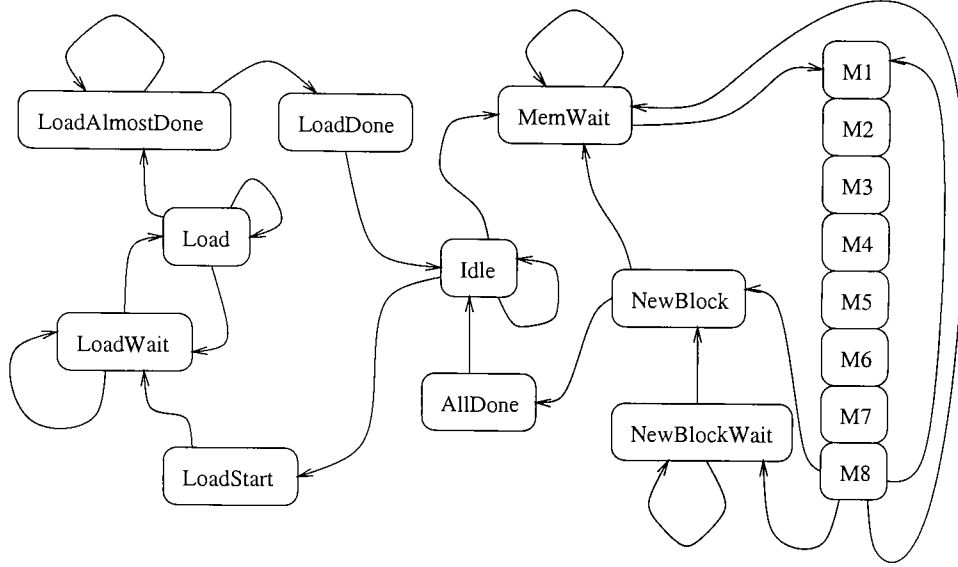 LoadAlmostDone
LoadDone
MemWait
M1
M2
M3
Load
M4
Idle
NewBlock
M5
LoadWait
M6
AllDone
M7
NewBlockWait
LoadStart
M8